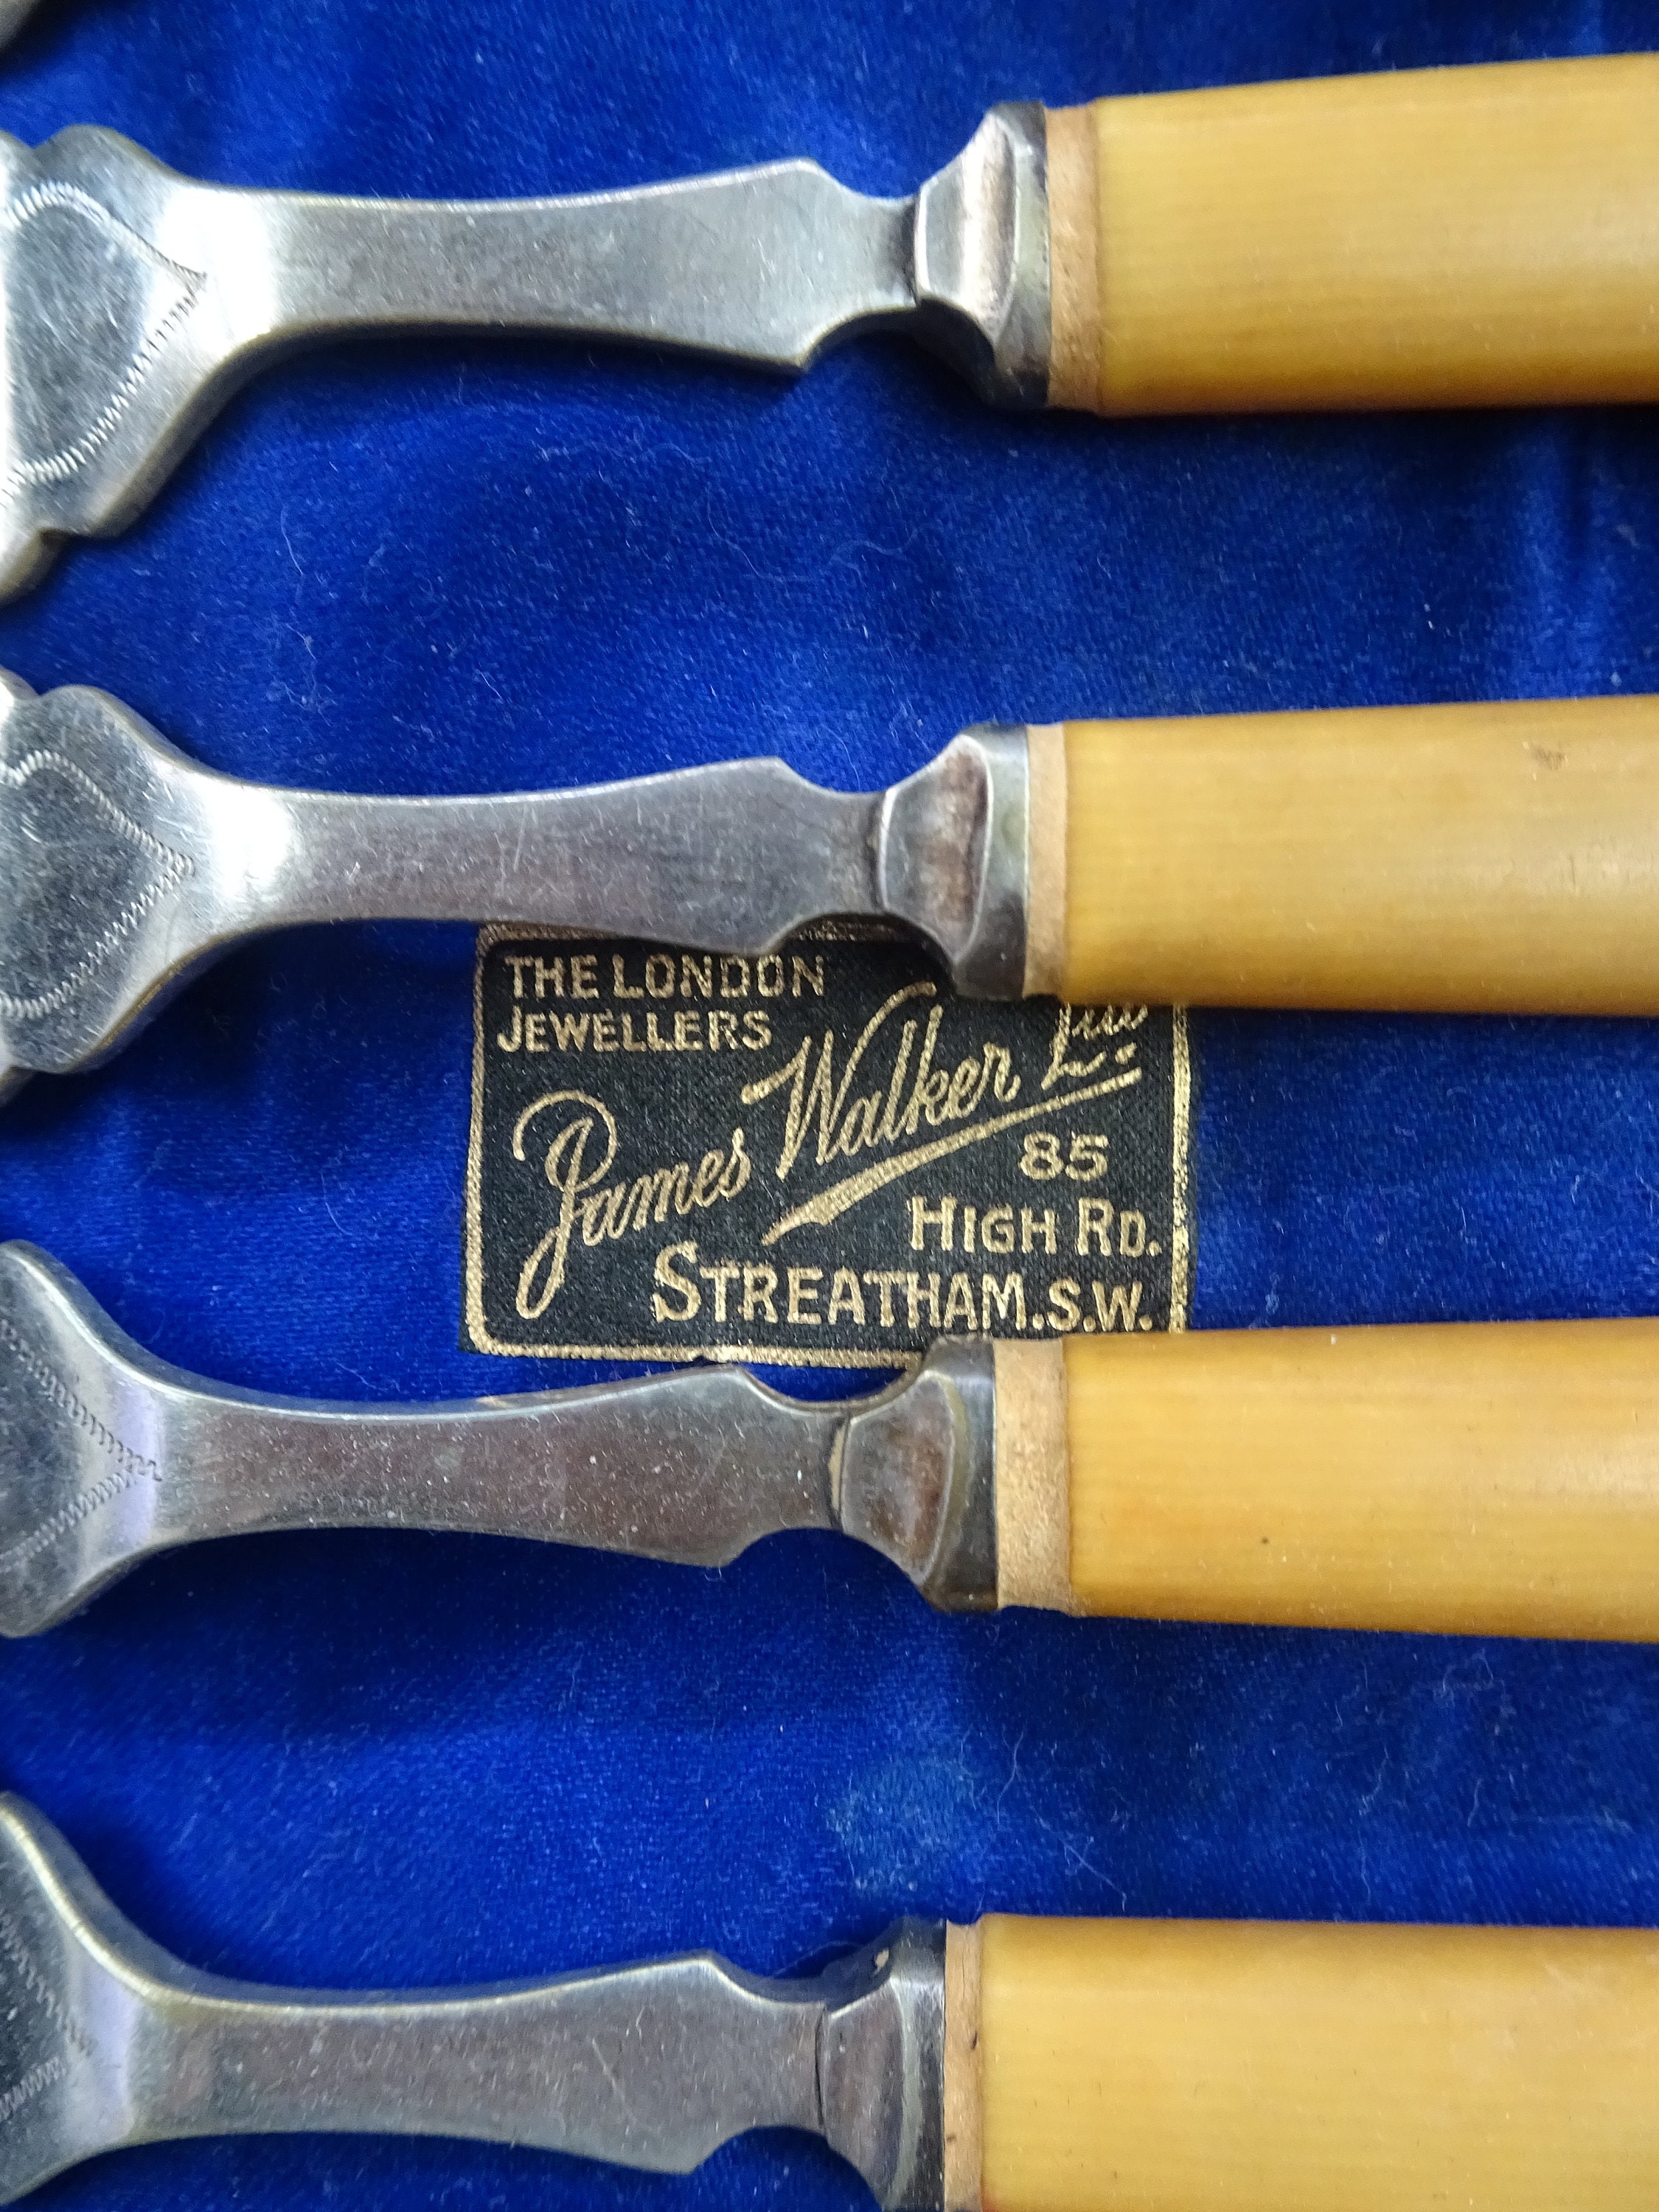 THE LONDON
JEWELLERS
James Walker Ltd.
85
HIGH RD.
STREATHAM.S.W.